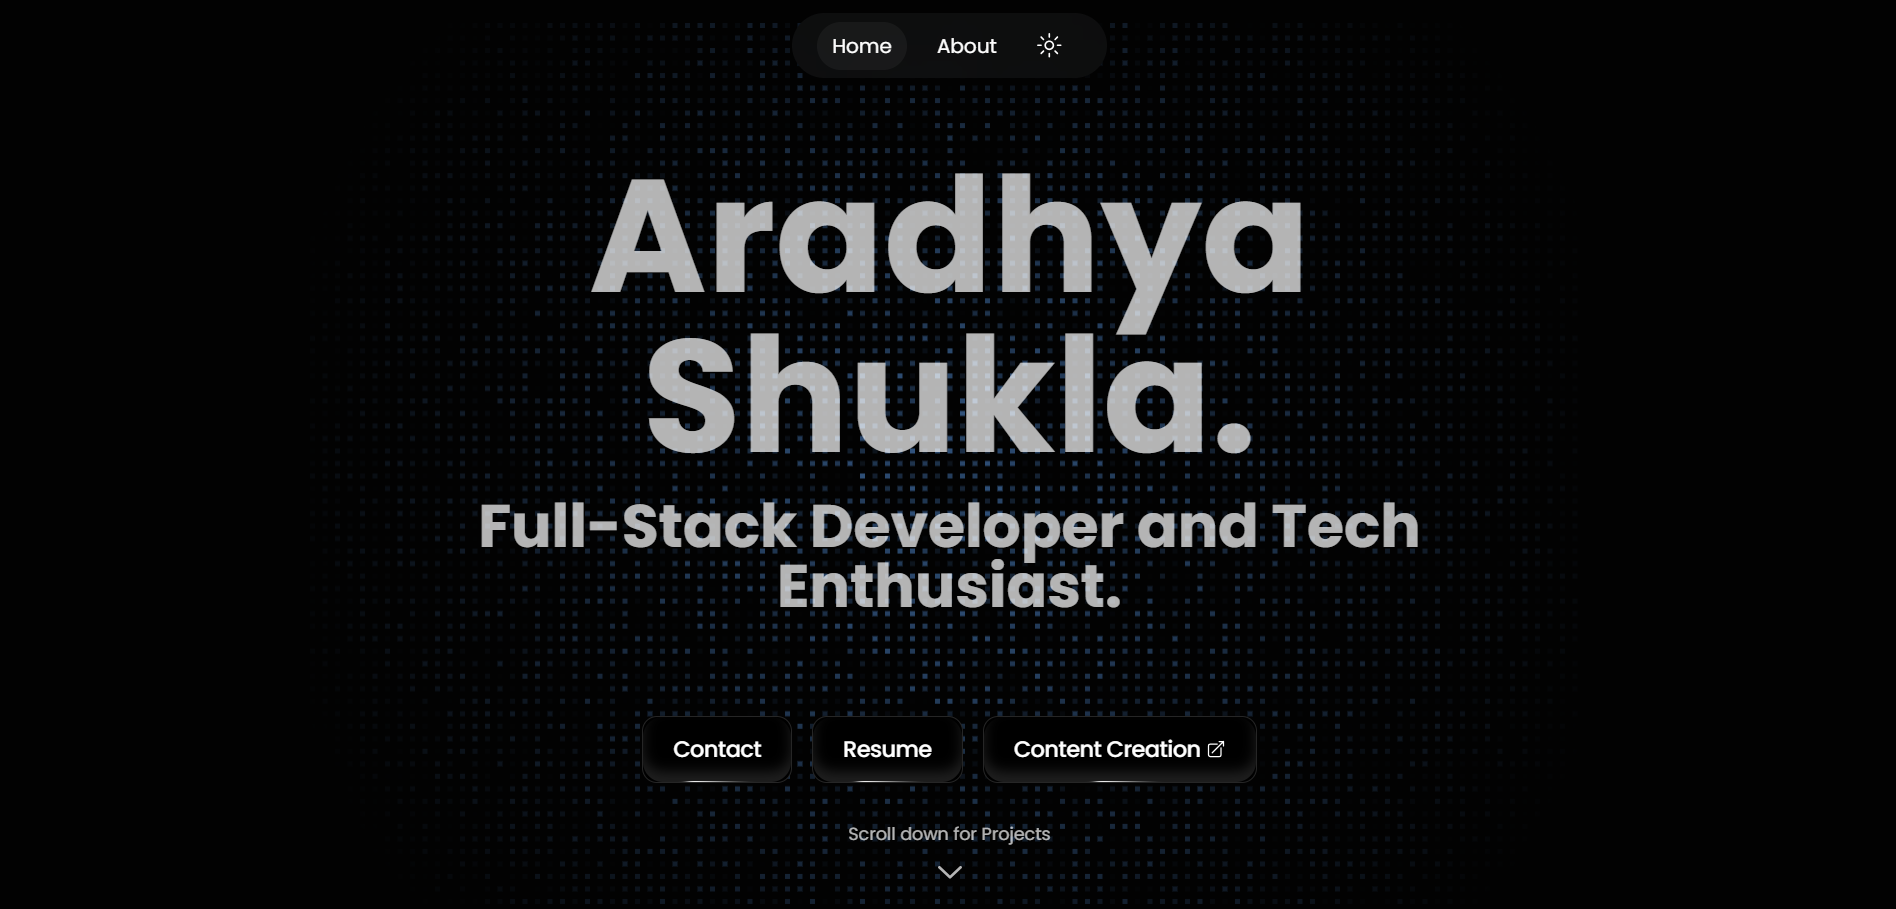 Home About
Aradhya
Shukla.
Full-Stack Developer and Tech
Enthusiast.
Contact Resume Content Creation
Scroll down for Projects